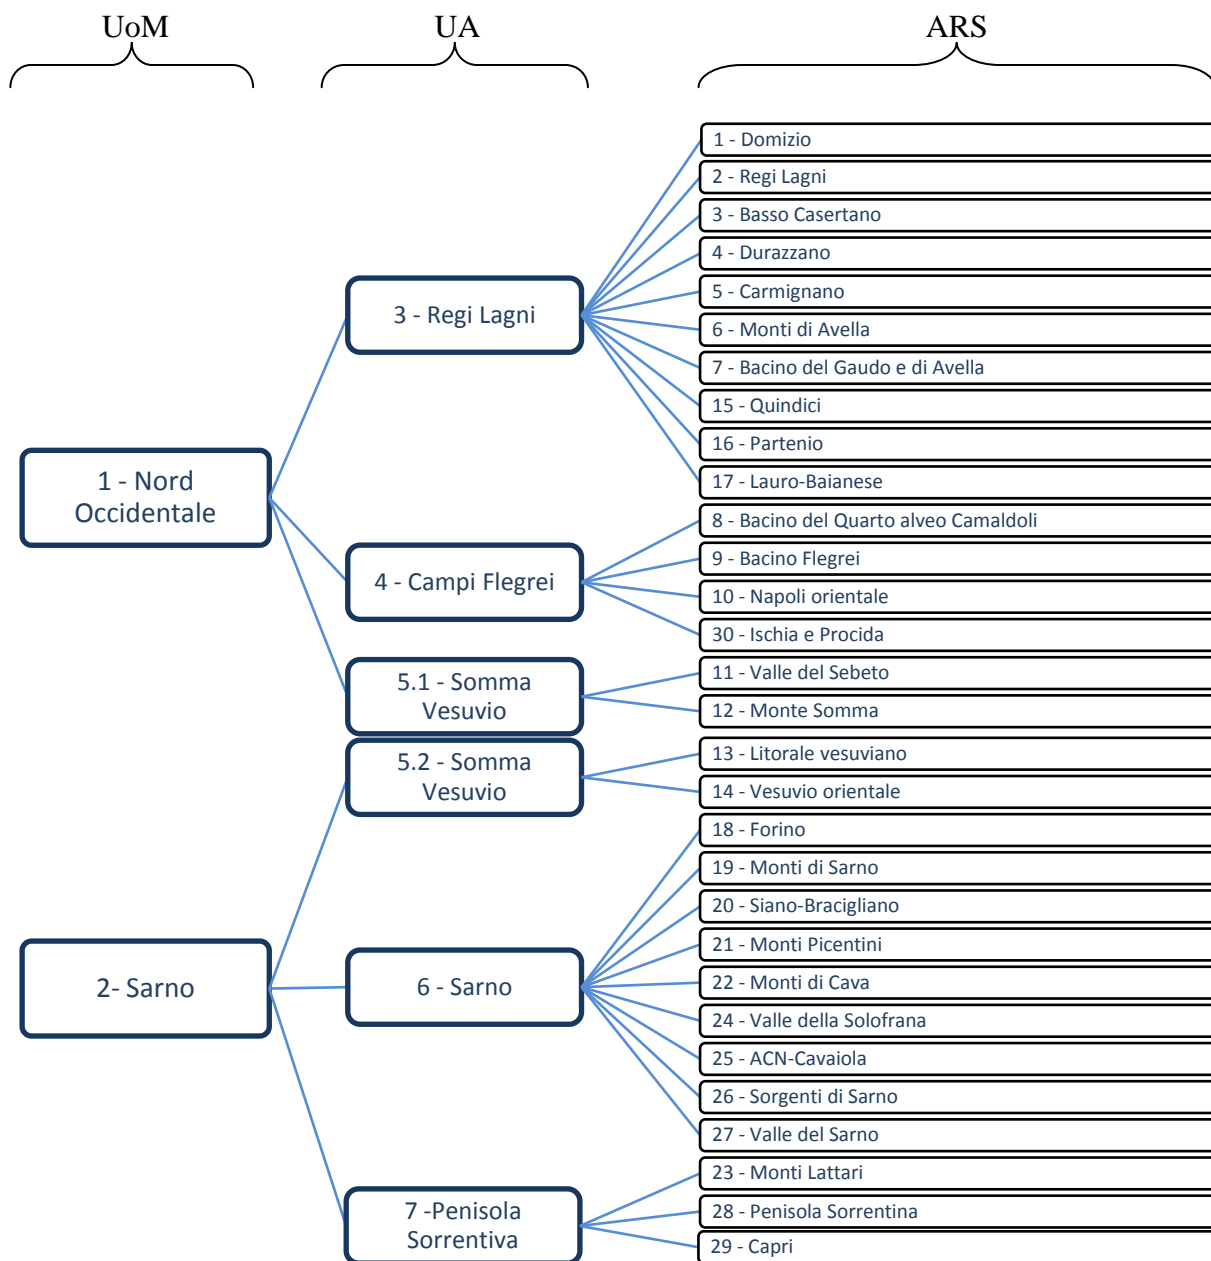 UoM
UA
ARS
1 - Nord
Occidentale
2- Sarno
3 - Regi Lagni
4 - Campi Flegrei
5.1 - Somma
Vesuvio
5.2 - Somma
Vesuvio
6 - Sarno
7 -Penisola
Sorrentiva
1 - Domizio
2 - Regi Lagni
3 - Basso Casertano
4 - Durazzano
5 - Carmignano
6 - Monti di Avella
7 - Bacino del Gaudo e di Avella
15 - Quindici
16 - Partenio
17 - Lauro-Baianese
8 - Bacino del Quarto alveo Camaldoli
9 - Bacino Flegrei
10 - Napoli orientale
30 - Ischia e Procida
11 - Valle del Sebeto
12 - Monte Somma
13 - Litorale vesuviano
14 - Vesuvio orientale
18 - Forino
19 - Monti di Sarno
20 - Siano-Bracigliano
21 - Monti Picentini
22 - Monti di Cava
24 - Valle della Solofrana
25 - ACN-Cavaiola
26 - Sorgenti di Sarno
27 - Valle del Sarno
23 - Monti Lattari
28 - Penisola Sorrentina
29 - Capri